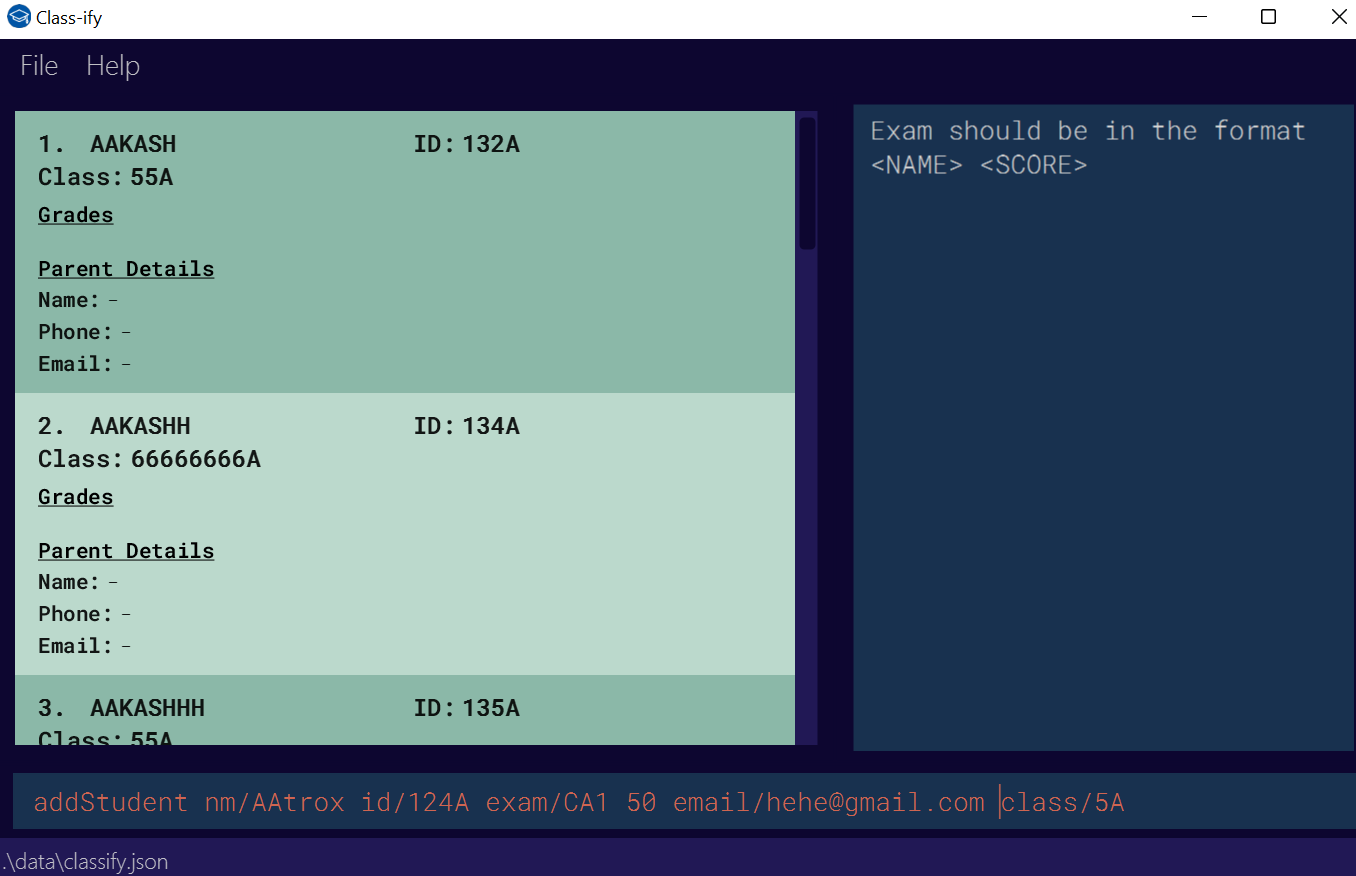 Class-ify
File Help
1. AAKASH ID: 132A
Class: 55A
Grades
Parent Details
Name: -
Phone: -
Email: -
2. AAKASHH ID: 134A
Class: 66666666A
Grades
Parent Details
Name: -
Phone: -
Email: -
3. AAKASHHH ID: 135A
Class: 55A
Exam should be in the format
<NAME> <SCORE>
addStudent nm/AAtrox id/124A exam/CA1 50 email/hehe@gmail.com class/5A
.\data\classify.json